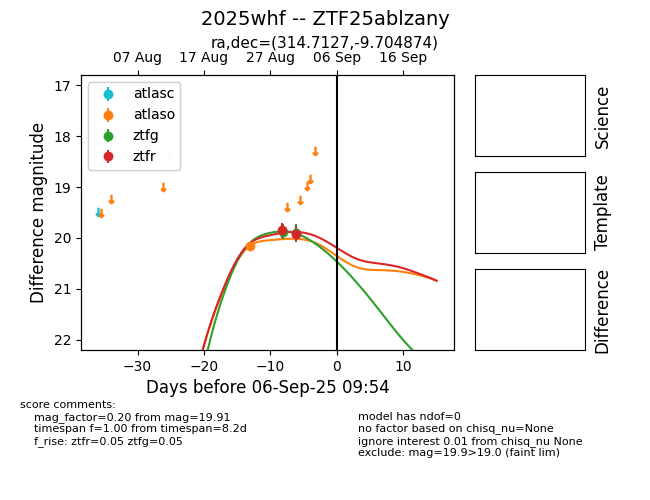 2025whf -- ZTF25ablzany
ra,dec=(314.7127,-9.704874)
07 Aug 17 Aug 27 Aug 06 Sep 16 Sep
atlasc
atlaso
ztfg
ztfr
17
18
19
20
21
22
Difference magnitude
−30 −20 −10 0 10
Days before 06-Sep-25 09:54
Science
Template
Difference
score comments:
mag_factor=0.20 from mag=19.91
timespan f=1.00 from timespan=8.2d
f_rise: ztfr=0.05 ztfg=0.05
model has ndof=0
no factor based on chisq_nu=None
ignore interest 0.01 from chisq_nu None
exclude: mag=19.9>19.0 (faint lim)